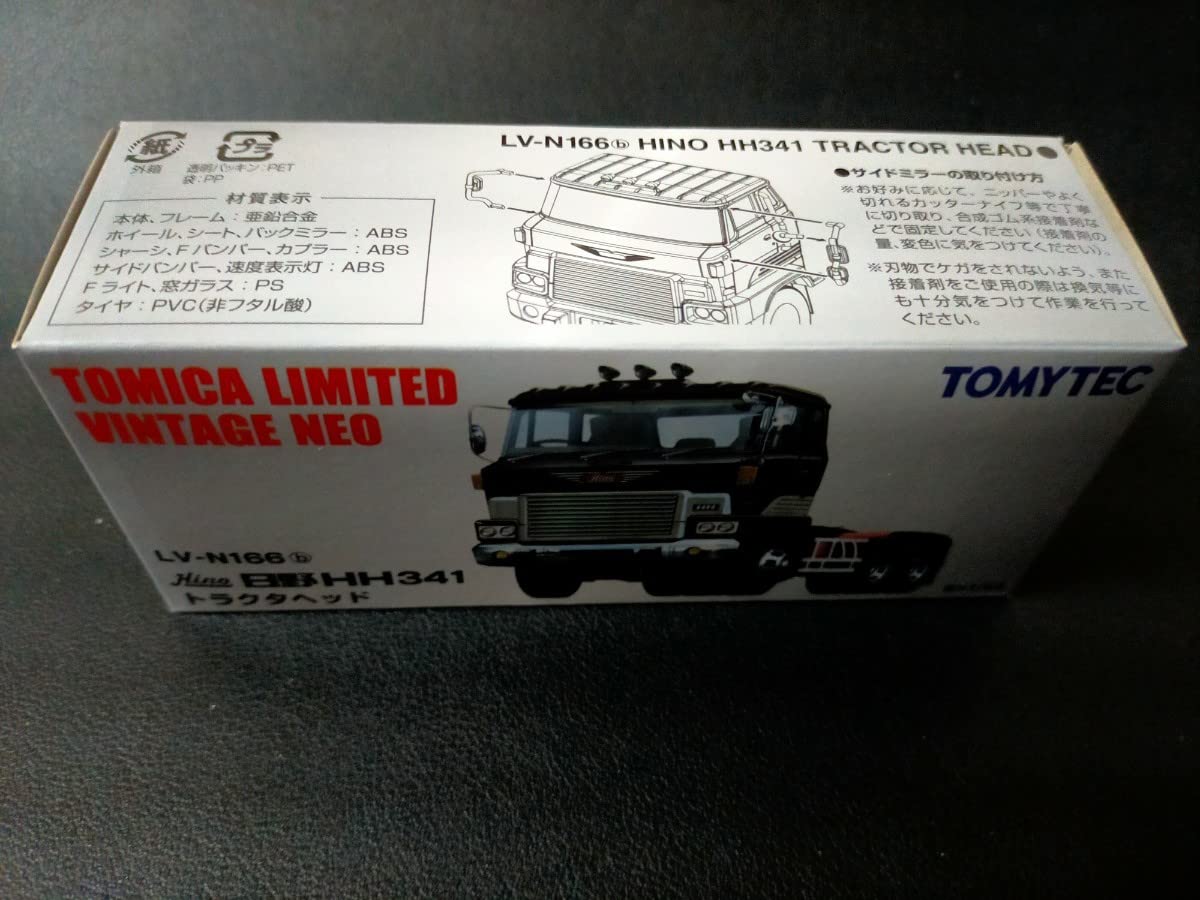 LV-N166ⓑ HINO HH341 TRACTOR HEAD●
紙
外箱
プラ
透明パッキン:PET
袋:PP
材質表示
本体、フレーム:亜鉛合金
ホイール、シート、バックミラー:ABS
シャーシ、Fバンパー、カプラー:ABS
サイドバンパー、速度表示灯:ABS
Fライト、窓ガラス:PS
タイヤ:PVC(非フタル酸)
●サイドミラーの取り付け方
※お好みに応じて、ニッパーやよく
切れるカッターナイフ等で丁寧
に切り取り、合成ゴム系接着剤な
どで固定してください(接着剤の
量、変色に気をつけてください)。
※刃物でケガをされないよう、また
接着剤をご使用の際は換気等に
も十分気をつけて作業を行って
ください。
TOMICA LIMITED
VINTAGE NEO
TOMYTEC
Hino
LV-N166ⓑ
Hino 日野HH341
トラクタヘッド